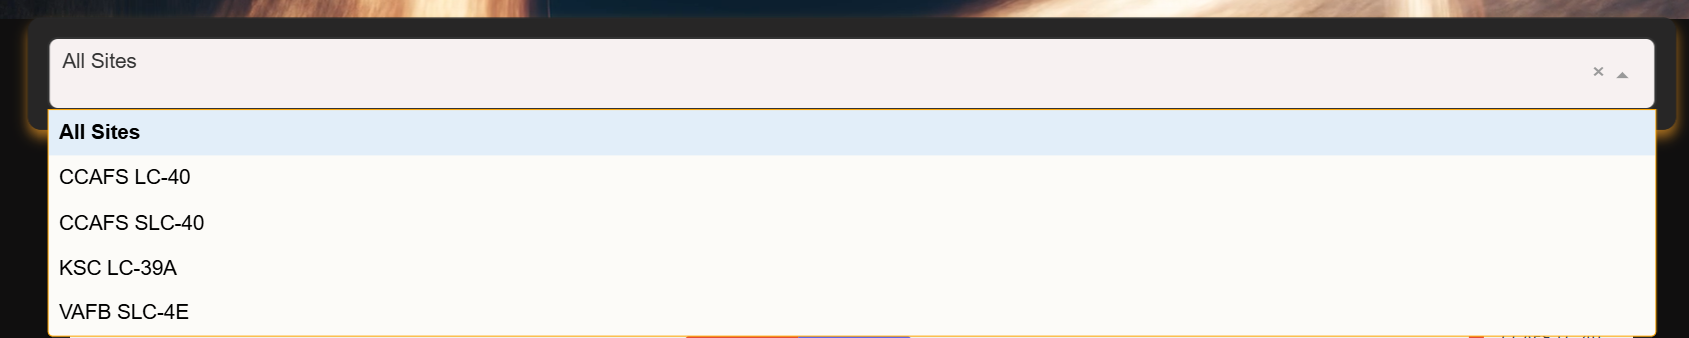 All Sites
×
All Sites
CCAFS LC-40
CCAFS SLC-40
KSC LC-39A
VAFB SLC-4E